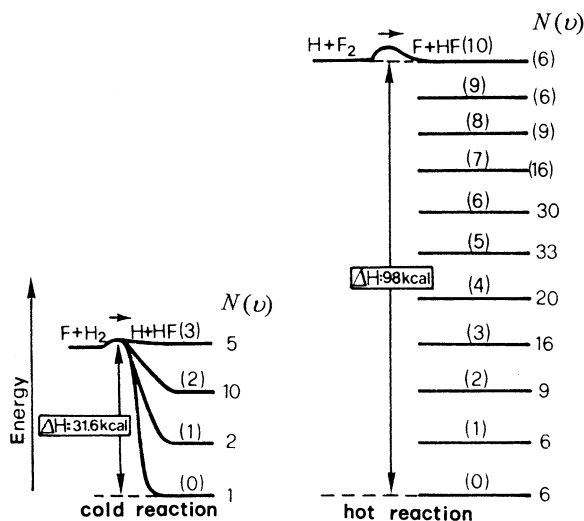 N(υ)
H+F₂ F+HF(10) (6)
(9) (6)
(8) (9)
(7) (16)
(6) 30
(5) 33
ΔH:98kcal
(4) 20
(3) 16
(2) 9
(1) 6
(0) 6
hot reaction
Energy
N(υ)
F+H₂ H+HF(3) 5
(2) 10
ΔH:31.6kcal
(1) 2
(0) 1
cold reaction